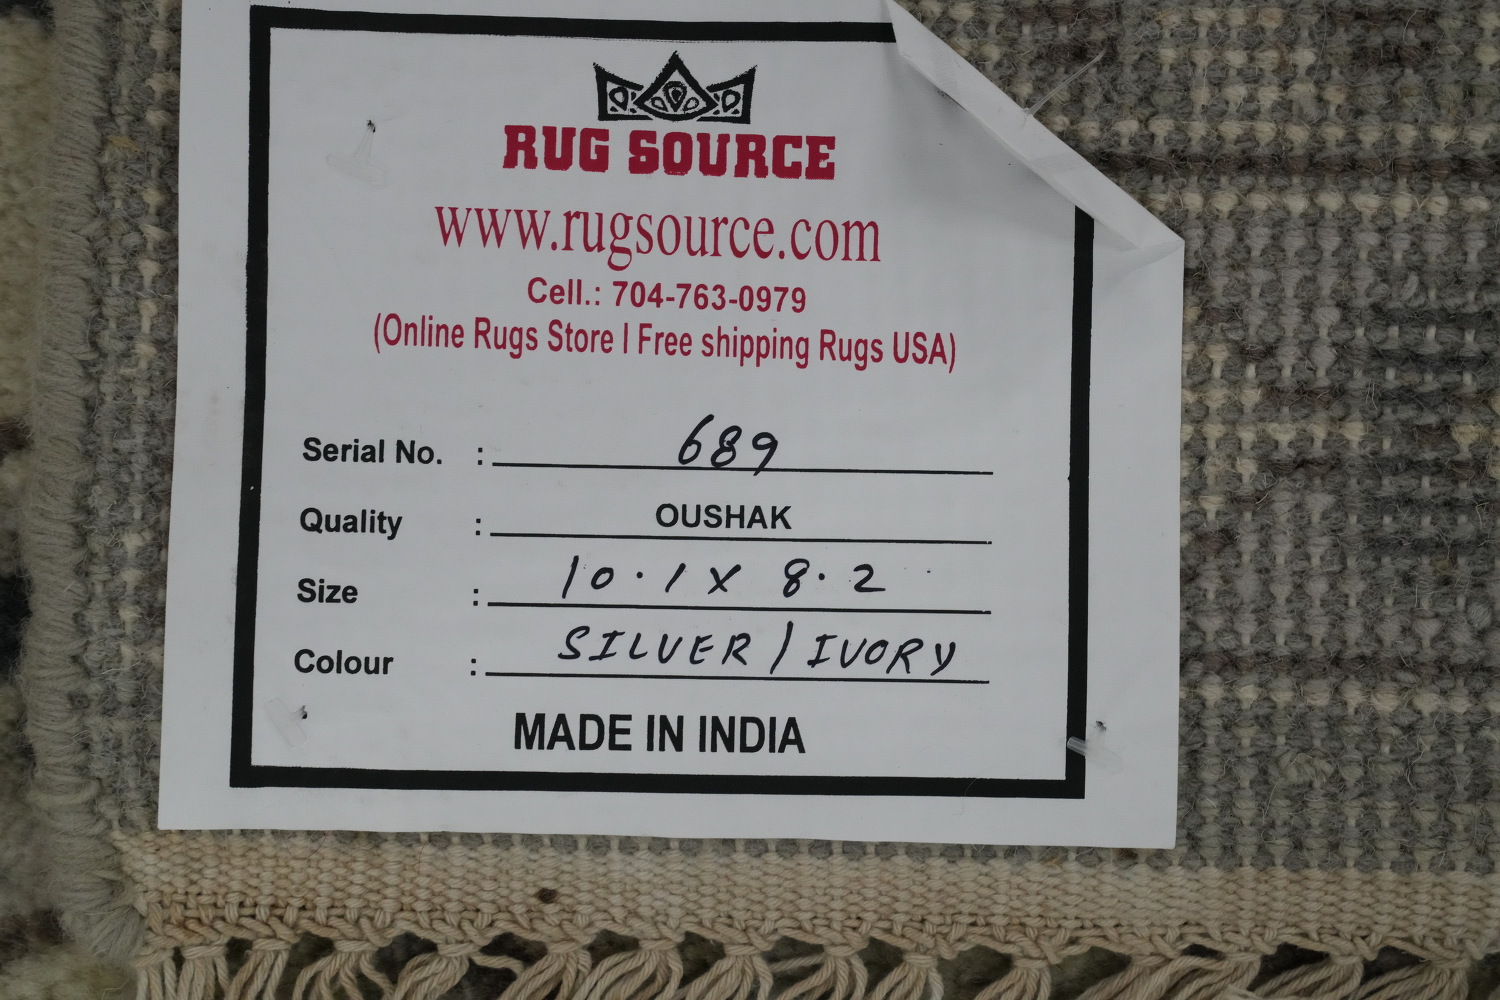 RUG SOURCE
www.rugsource.com
Cell.: 704-763-0979
(Online Rugs Store I Free shipping Rugs USA)
Serial No. : 689
Quality : OUSHAK
Size : 10.1 X 8.2
Colour : SILVER / IVORY
MADE IN INDIA